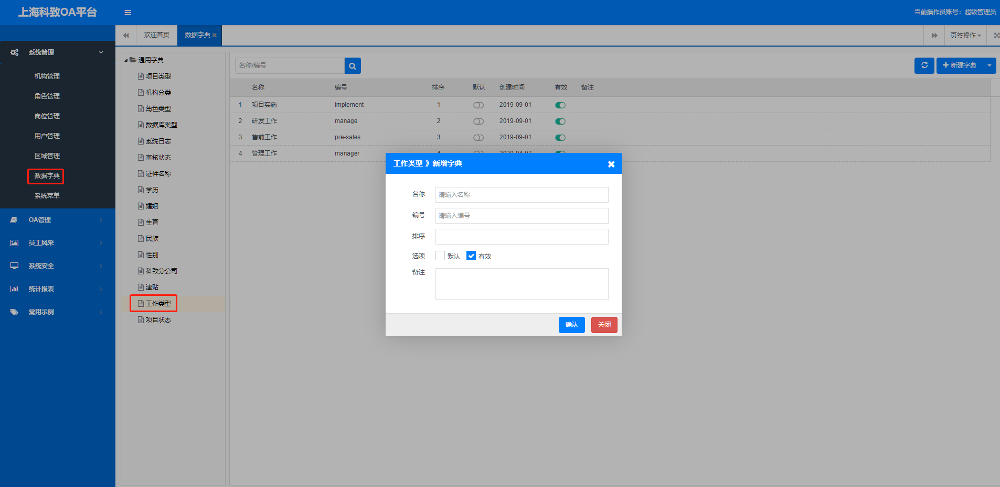 上海科致OA平台
当前操作员账号：超级管理员
欢迎首页
数据字典
页签操作
系统管理
机构管理
角色管理
岗位管理
用户管理
区域管理
数据字典
系统菜单
OA管理
员工风采
系统安全
统计报表
常用示例
通用字典
项目类型
机构分类
角色类型
数据库类型
系统日志
审核状态
证件名称
学历
婚姻
生育
民族
性别
科致分公司
津贴
工作类型
项目状态
名称/编号
新建字典
名称 编号 排序 默认 创建时间 有效 备注
1 项目实施 implement 1 2019-09-01
2 研发工作 manage 2 2019-09-01
3 售前工作 pre-sales 3 2019-09-01
4 管理工作 manager 4 2020-04-07
工作类型 》新增字典
名称 请输入名称
编号 请输入编号
排序
选项 默认 有效
备注
确认 关闭